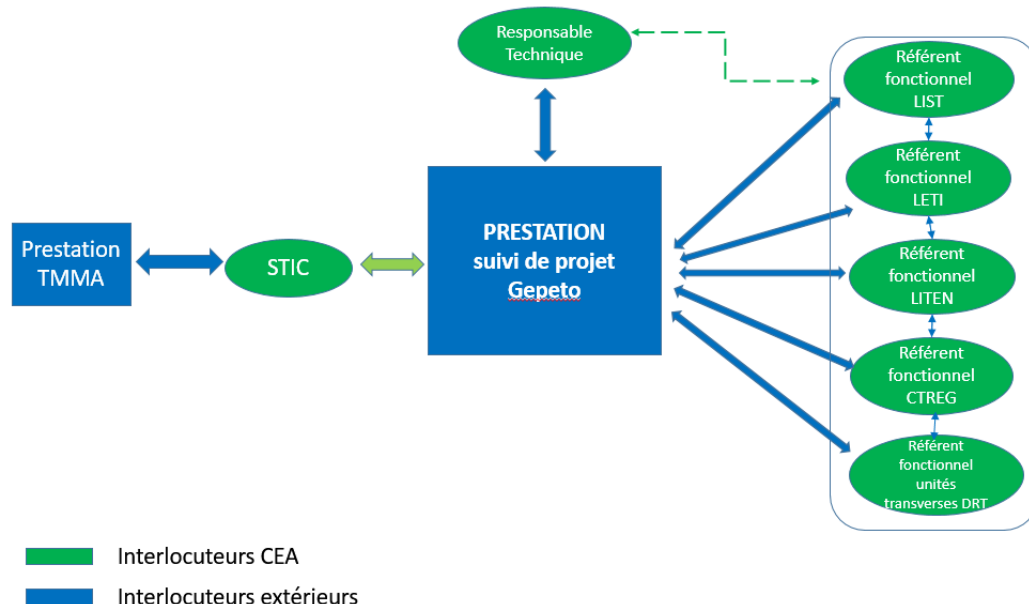 Responsable
Technique
Référent
fonctionnel
LIST
Référent
fonctionnel
LETI
Prestation
TMMA
STIC
PRESTATION
suivi de projet
Gepeto
Référent
fonctionnel
LITEN
Référent
fonctionnel
CTREG
Référent
fonctionnel
unités
transverses DRT
Interlocuteurs CEA
Interlocuteurs extérieurs